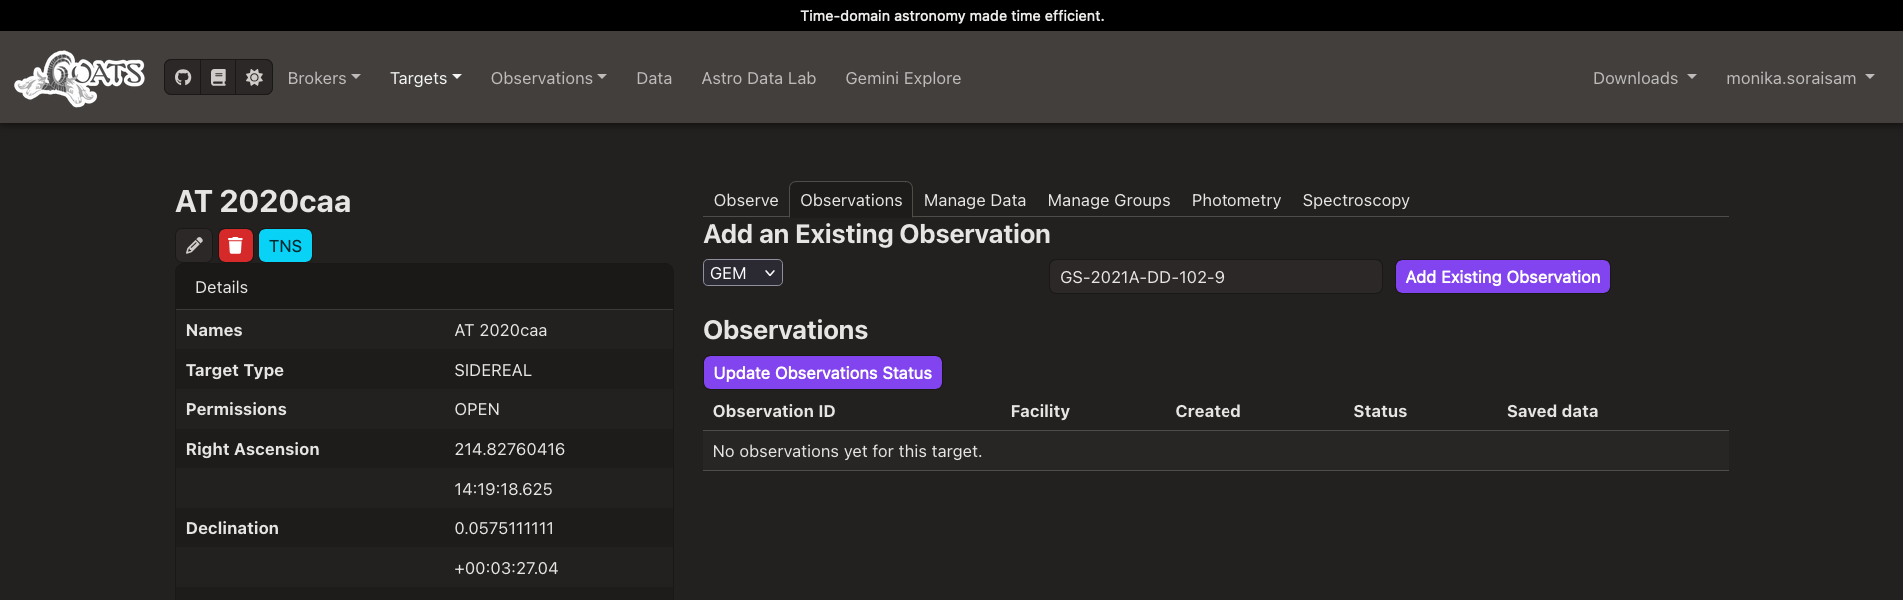 Time-domain astronomy made time efficient.
GOATS Brokers Targets Observations Data Astro Data Lab Gemini Explore Downloads monika.soraisam
AT 2020caa
TNS
Details
Names AT 2020caa
Target Type SIDEREAL
Permissions OPEN
Right Ascension 214.82760416
14:19:18.625
Declination 0.0575111111
+00:03:27.04
Observe Observations Manage Data Manage Groups Photometry Spectroscopy
Add an Existing Observation
GEM GS-2021A-DD-102-9 Add Existing Observation
Observations
Update Observations Status
Observation ID Facility Created Status Saved data
No observations yet for this target.